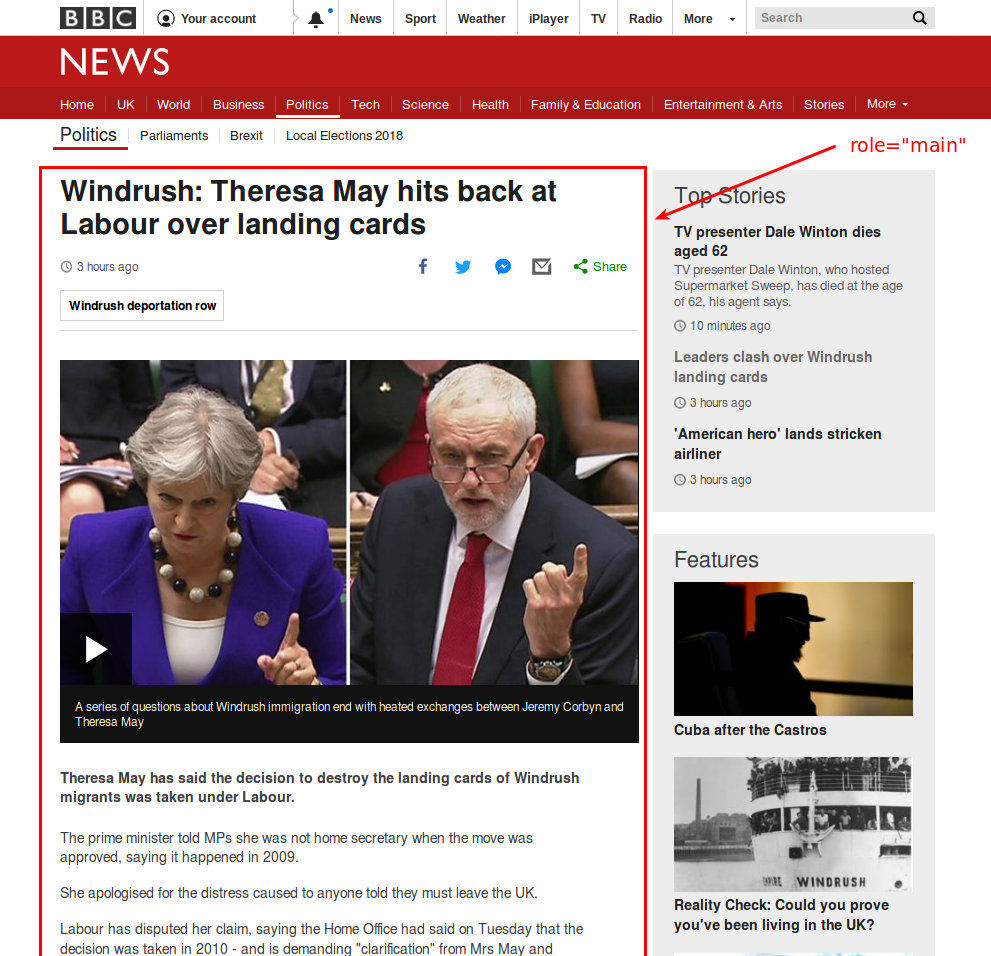 BBC Your account News Sport Weather iPlayer TV Radio More Search
NEWS
Home UK World Business Politics Tech Science Health Family & Education Entertainment & Arts Stories More
Politics Parliaments Brexit Local Elections 2018
role="main"
Windrush: Theresa May hits back at
Labour over landing cards
3 hours ago
Share
Windrush deportation row
A series of questions about Windrush immigration end with heated exchanges between Jeremy Corbyn and
Theresa May
Theresa May has said the decision to destroy the landing cards of Windrush
migrants was taken under Labour.
The prime minister told MPs she was not home secretary when the move was
approved, saying it happened in 2009.
She apologised for the distress caused to anyone told they must leave the UK.
Labour has disputed her claim, saying the Home Office had said on Tuesday that the
decision was taken in 2010 - and is demanding "clarification" from Mrs May and
Top Stories
TV presenter Dale Winton dies
aged 62
TV presenter Dale Winton, who hosted
Supermarket Sweep, has died at the age
of 62, his agent says.
10 minutes ago
Leaders clash over Windrush
landing cards
3 hours ago
'American hero' lands stricken
airliner
3 hours ago
Features
Cuba after the Castros
EMPIRE WINDRUSH
Reality Check: Could you prove
you've been living in the UK?